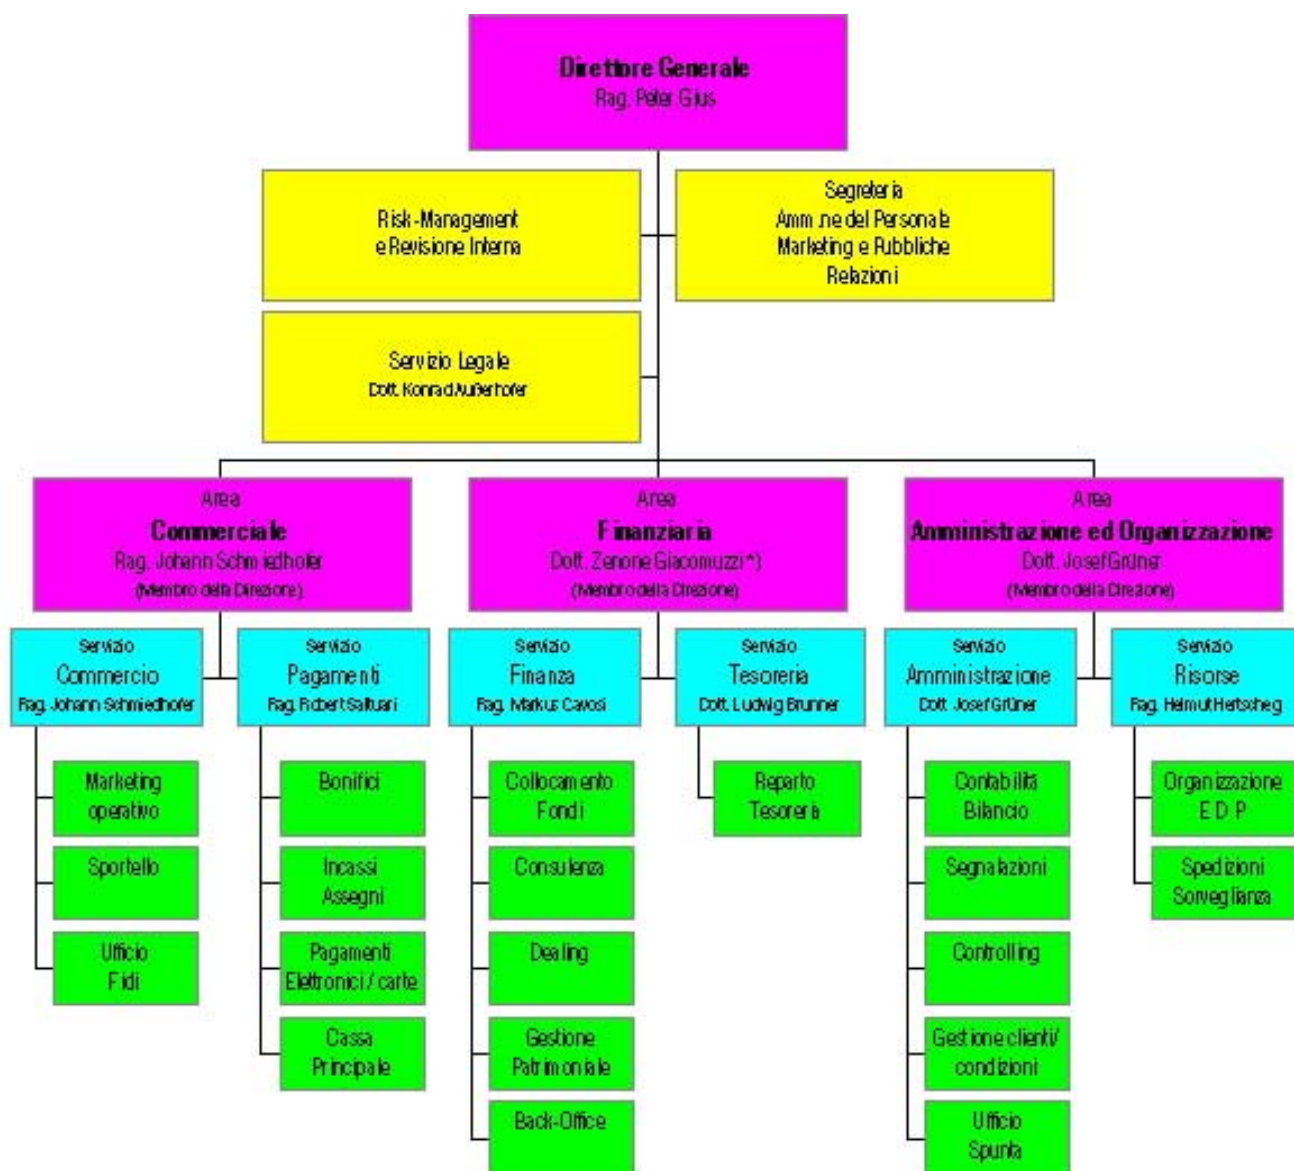 Direttore Generale
Rag. Peter Gius
Risk-Management
e Revisione Interna
Segreteria
Amm.ne del Personale
Marketing e Pubbliche
Relazioni
Servizio Legale
Dott. Konrad Außerhofer
Area
Commerciale
Rag. Johann Schmiedhofer
(Membro della Direzione)
Area
Finanziaria
Dott. Zenone Giacomuzzi *)
(Membro della Direzione)
Area
Amministrazione ed Organizzazione
Dott. Josef Grüner
(Membro della Direzione)
Servizio
Commercio
Rag. Johann Schmiedhofer
Servizio
Pagamenti
Rag. Robert Saltuari
Servizio
Finanza
Rag. Markus
Servizio
Tesoreria
Dott. Ludwig Brunner
Servizio
Amministrazione
Dott. Josef Grüner
Servizio
Risorse
Rag. Helmut Hertscheg
Marketing
operativo
Sportello
Ufficio
Fidi
Bonifici
Incassi
Assegni
Pagamenti
Elettronici / carte
Cassa
Principale
Collocamento
Fondi
Consulenza
Dealing
Gestione
Patrimoniale
Back-Office
Reparto
Tesoreria
Contabilità
Bilancio
Segnalazioni
Controlling
Gestione clienti/
condizioni
Ufficio
Spunta
Organizzazione
E D P
Spedizioni
Sorveglianza